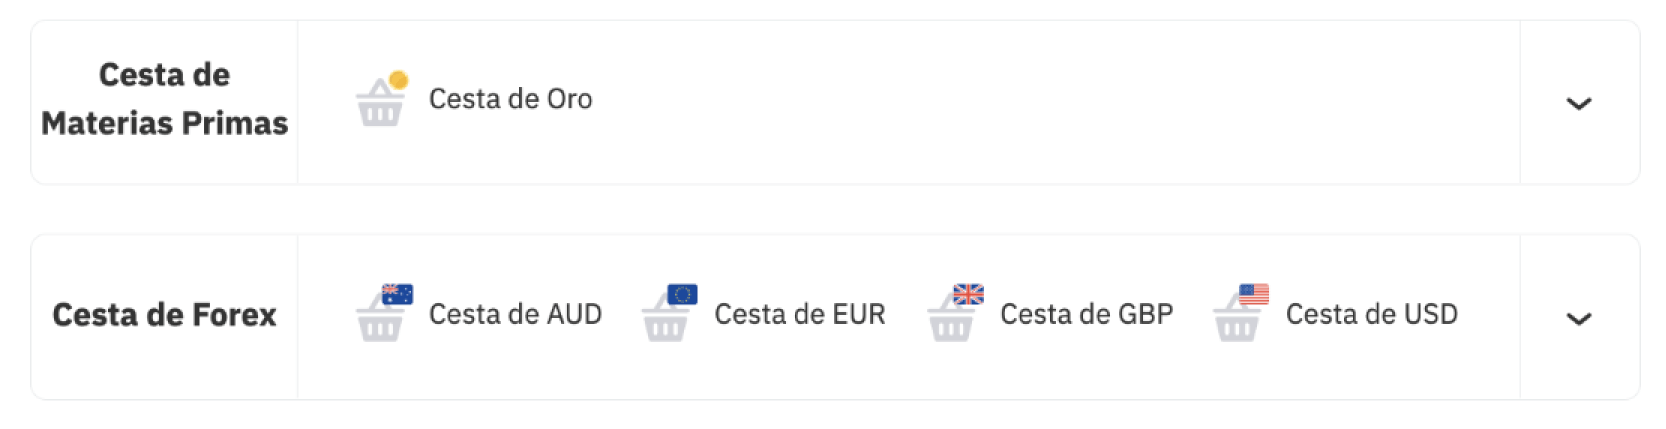 Cesta de
Materias Primas
Cesta de Oro
Cesta de Forex
Cesta de AUD
Cesta de EUR
Cesta de GBP
Cesta de USD